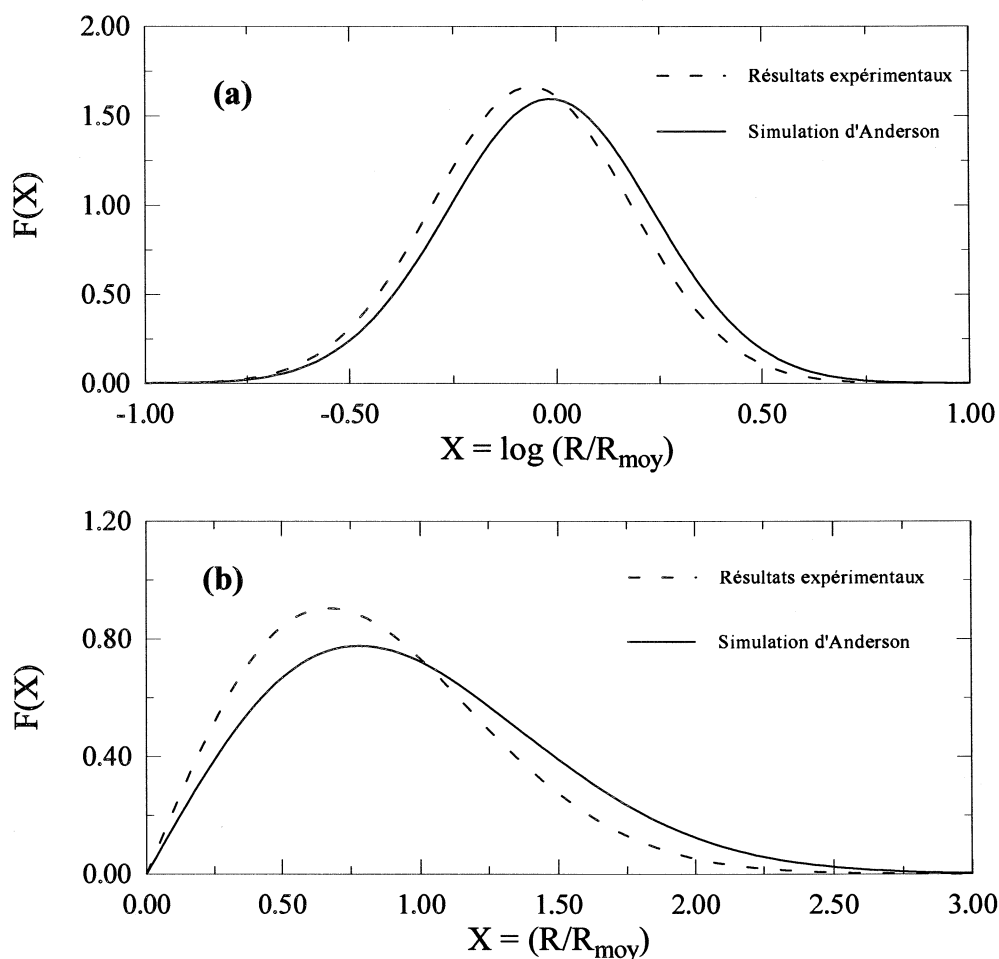 2.00
(a)
Résultats expérimentaux
1.50
Simulation d'Anderson
F(X)
1.00
0.50
0.00
-1.00 -0.50 0.00 0.50 1.00
X = log (R/Rmoy)
1.20
(b)
Résultats expérimentaux
0.80
Simulation d'Anderson
F(X)
0.40
0.00
0.00 0.50 1.00 1.50 2.00 2.50 3.00
X = (R/Rmoy)